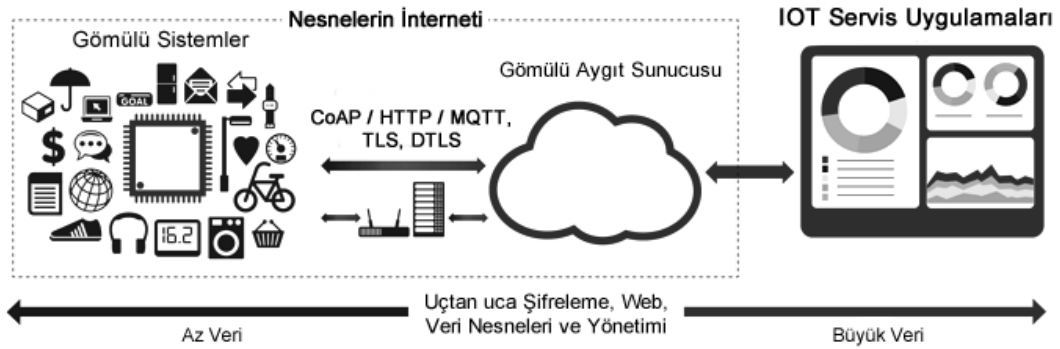 Nesnelerin İnterneti
IOT Servis Uygulamaları
Gömülü Sistemler
Gömülü Aygıt Sunucusu
GOAL
CoAP / HTTP / MQTT,
TLS, DTLS
$
16.2
Uçtan uca Şifreleme, Web,
Veri Nesneleri ve Yönetimi
Az Veri
Büyük Veri